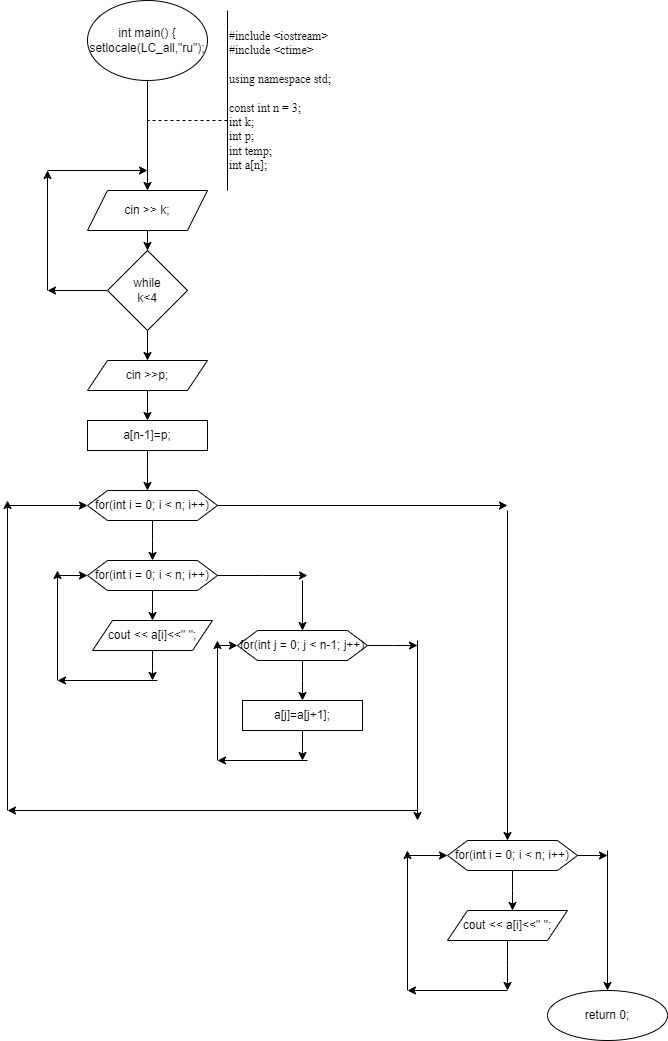 int main() {
setlocale(LC_all,"ru");
#include <iostream>
#include <ctime>
using namespace std;
const int n = 3;
int k;
int p;
int temp;
int a[n];
cin >> k;
while
k<4
cin >>p;
a[n-1]=p;
for(int i = 0; i < n; i++)
for(int i = 0; i < n; i++)
cout << a[i]<<" ";
for(int j = 0; j < n-1; j++)
a[j]=a[j+1];
for(int i = 0; i < n; i++)
cout << a[i]<<" ";
return 0;